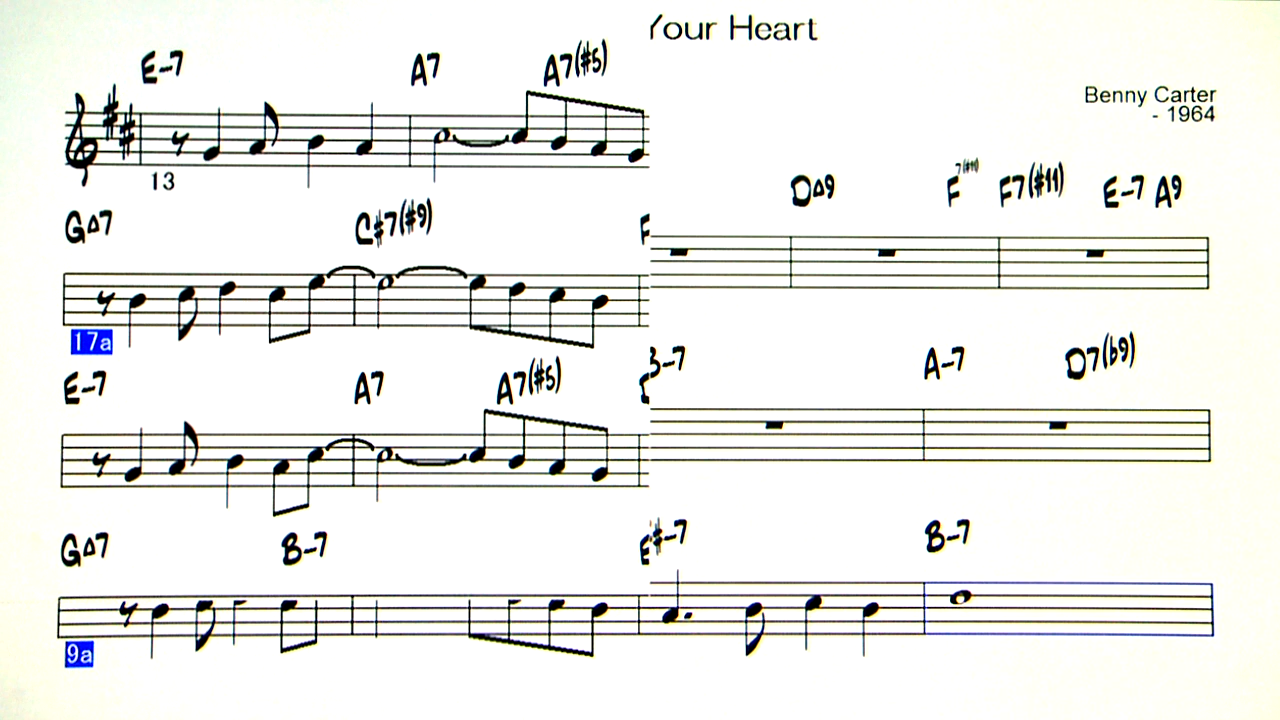 Your Heart
Benny Carter
- 1964
E-7 A7 A7(#5)
13
D∆9 F7(#11) F7(#11) E-7 A9
G∆7 C#7(#9)
17a
B-7 A-7 D7(b9)
E-7 A7 A7(#5)
G∆7 B-7
#-7 B-7
9a